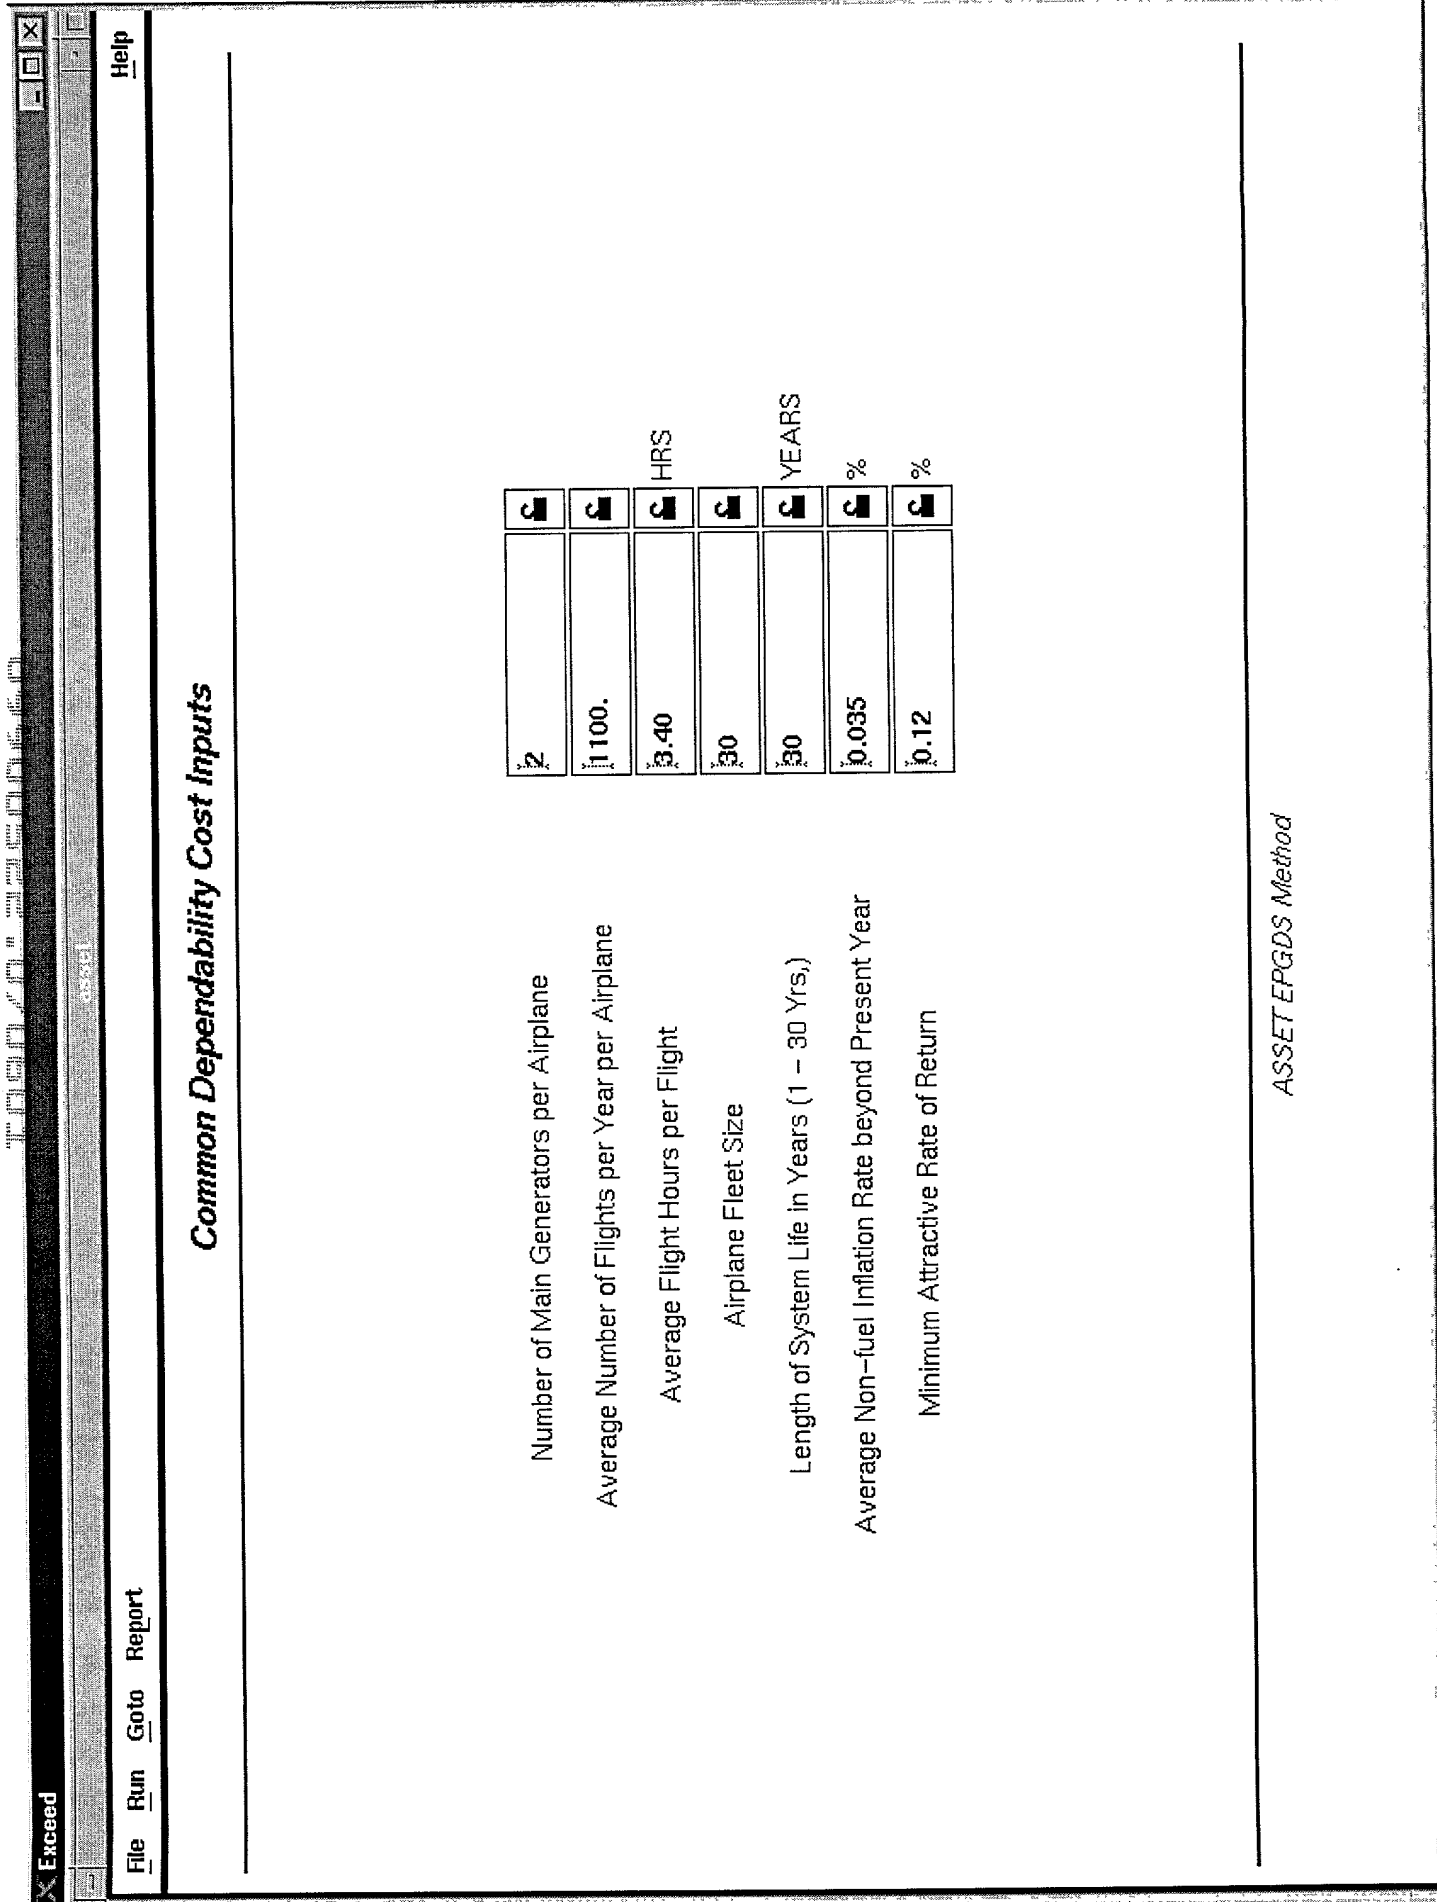 Exceed
asset
File Run Goto Report Help
Common Dependability Cost Inputs
Number of Main Generators per Airplane 2
Average Number of Flights per Year per Airplane 1100.
Average Flight Hours per Flight 3.40 HRS
Airplane Fleet Size 30
Length of System Life in Years (1 – 30 Yrs,) 30 YEARS
Average Non–fuel Inflation Rate beyond Present Year 0.035 %
Minimum Attractive Rate of Return 0.12 %
ASSET EPGDS Method